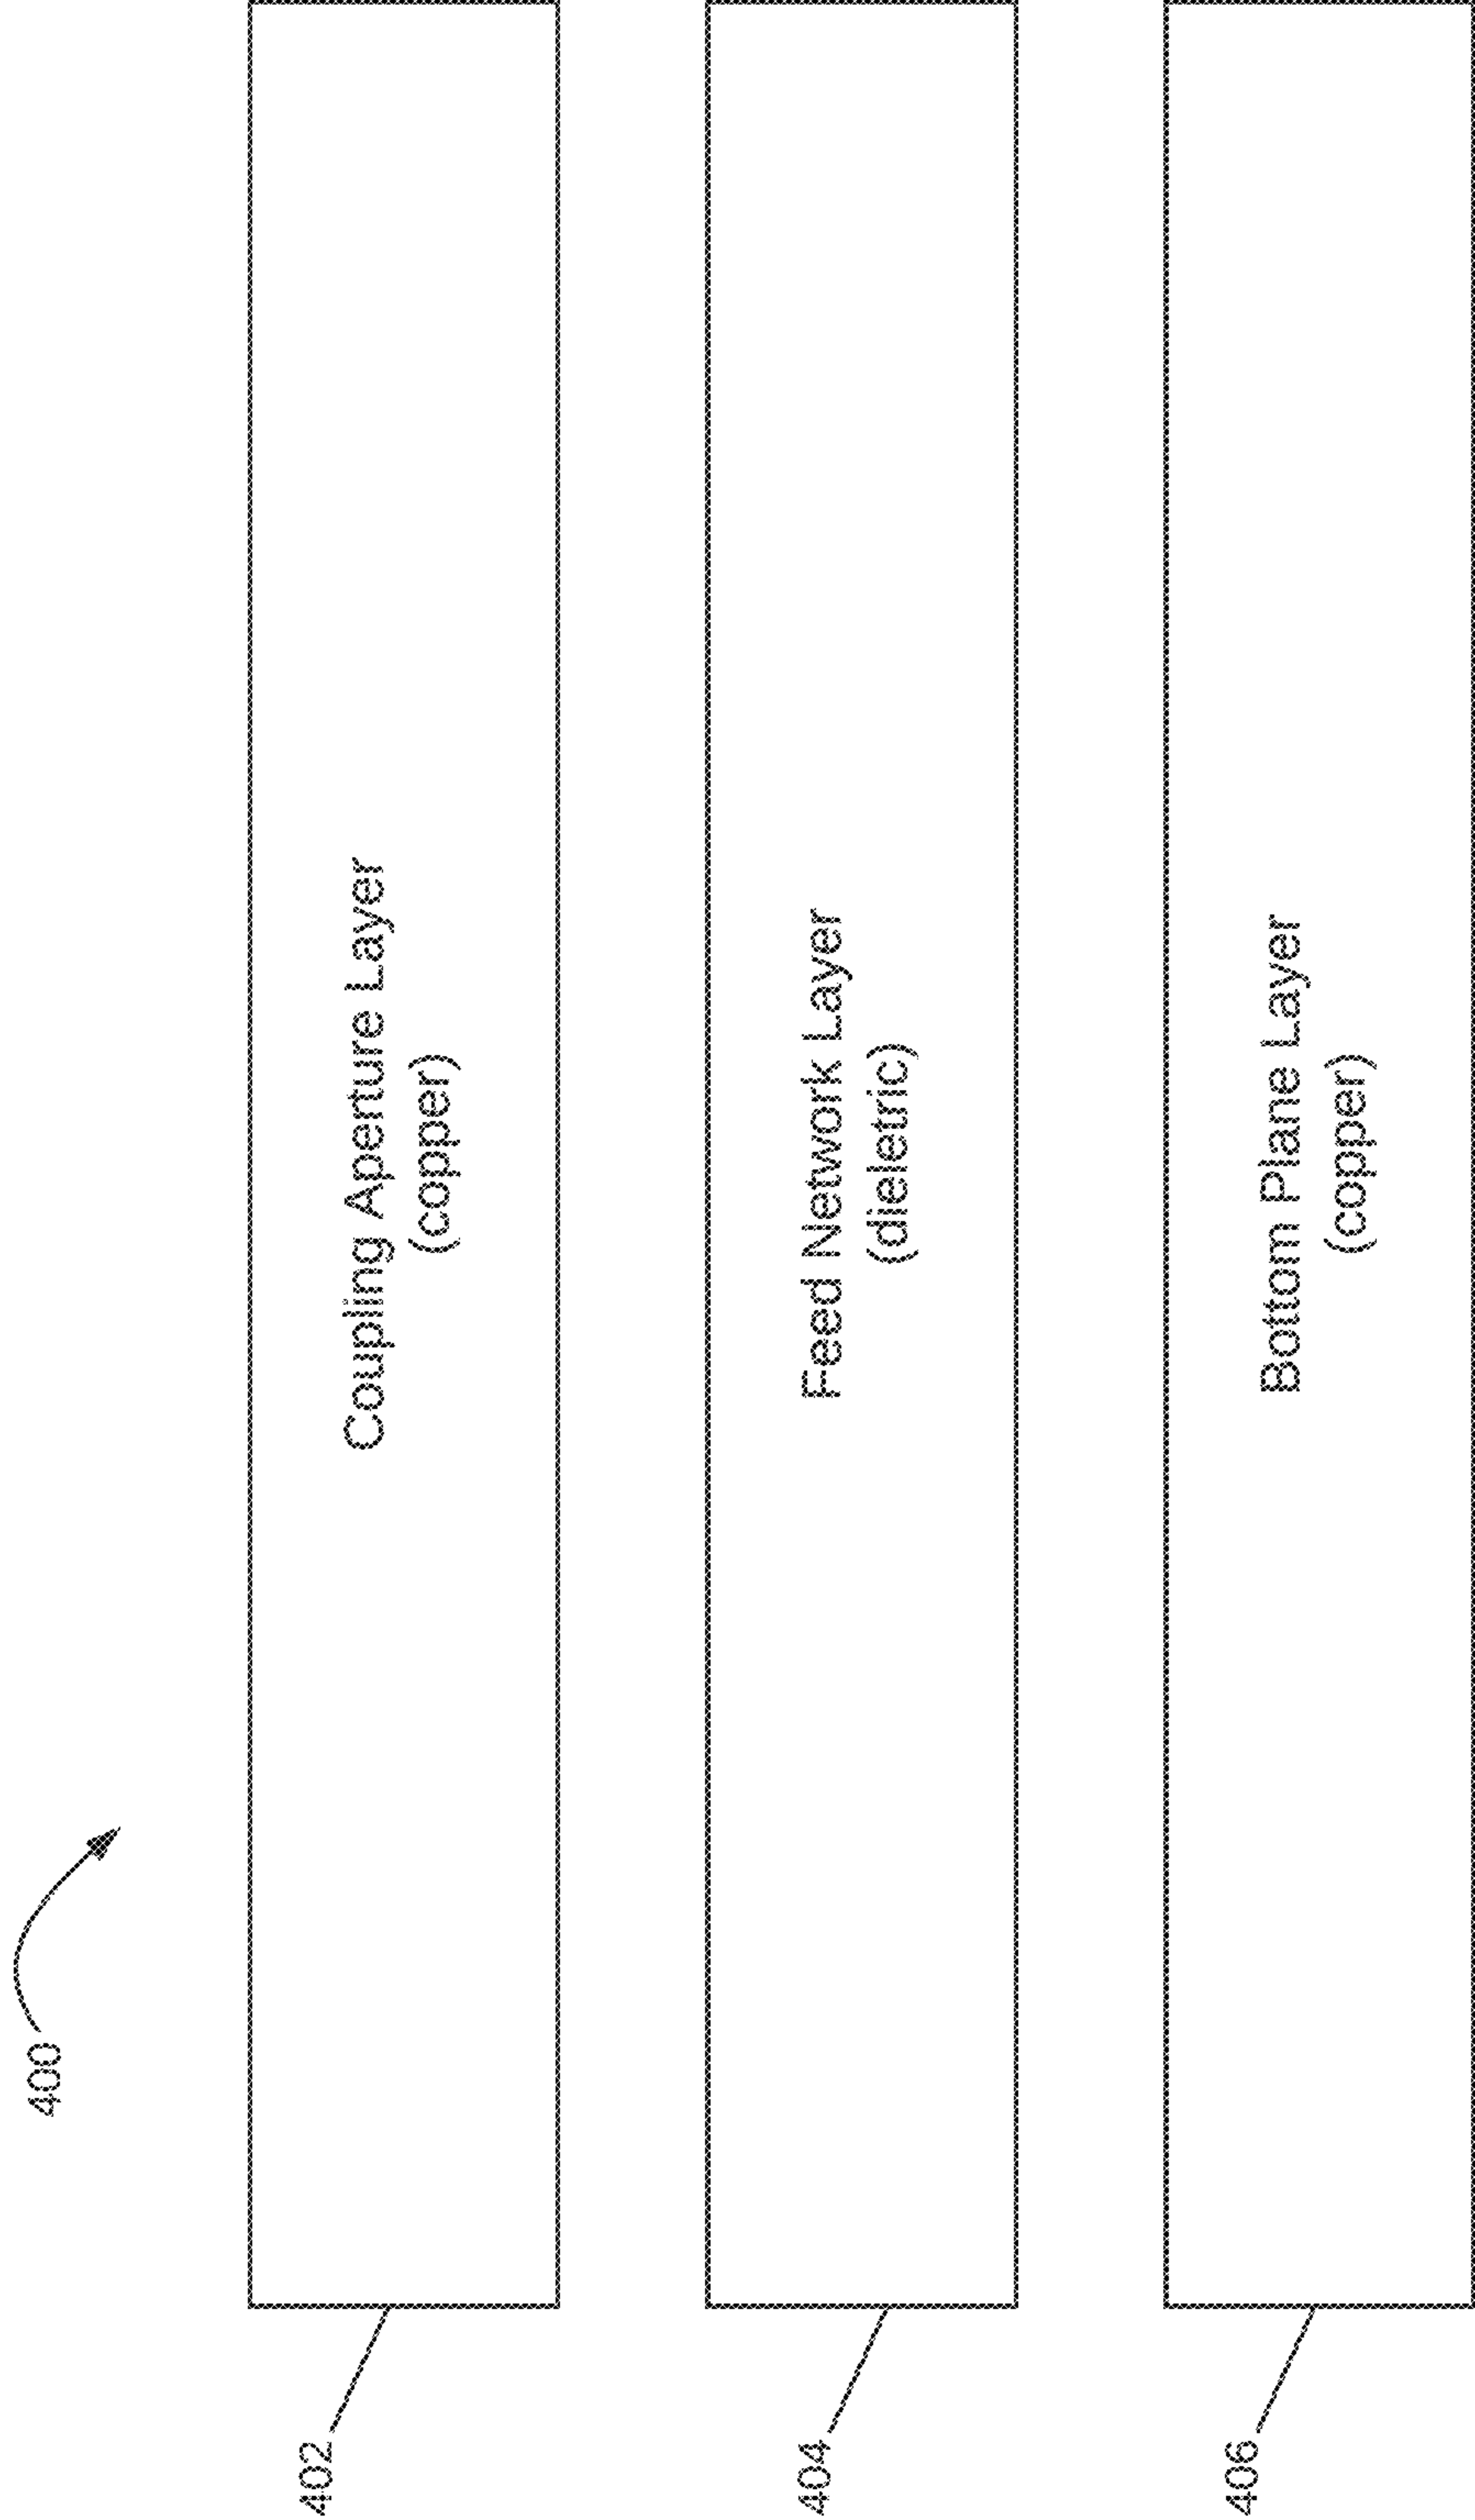 400
402
Coupling Aperture Layer
(copper)
404
Feed Network Layer
(dieletric)
406
Bottom Plane Layer
(copper)